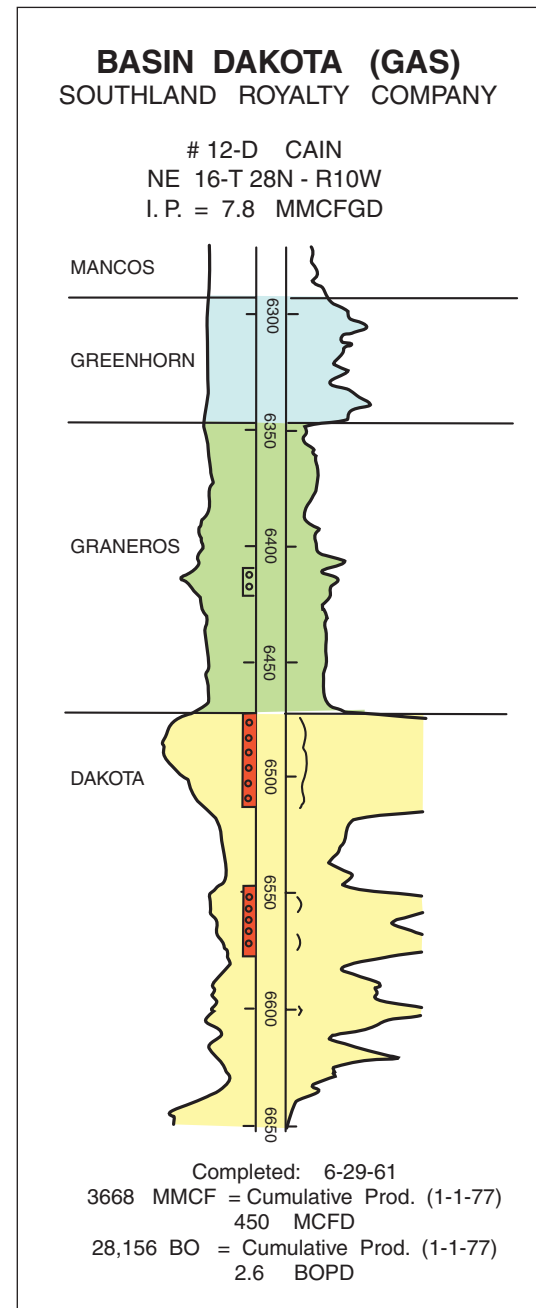 BASIN DAKOTA (GAS)
SOUTHLAND ROYALTY COMPANY
# 12-D CAIN
NE 16-T 28N - R10W
I. P. = 7.8 MMCFGD
MANCOS
6300
GREENHORN
6350
GRANEROS
6400
6450
DAKOTA
6500
6550
6600
6650
Completed: 6-29-61
3668 MMCF = Cumulative Prod. (1-1-77)
450 MCFD
28,156 BO = Cumulative Prod. (1-1-77)
2.6 BOPD